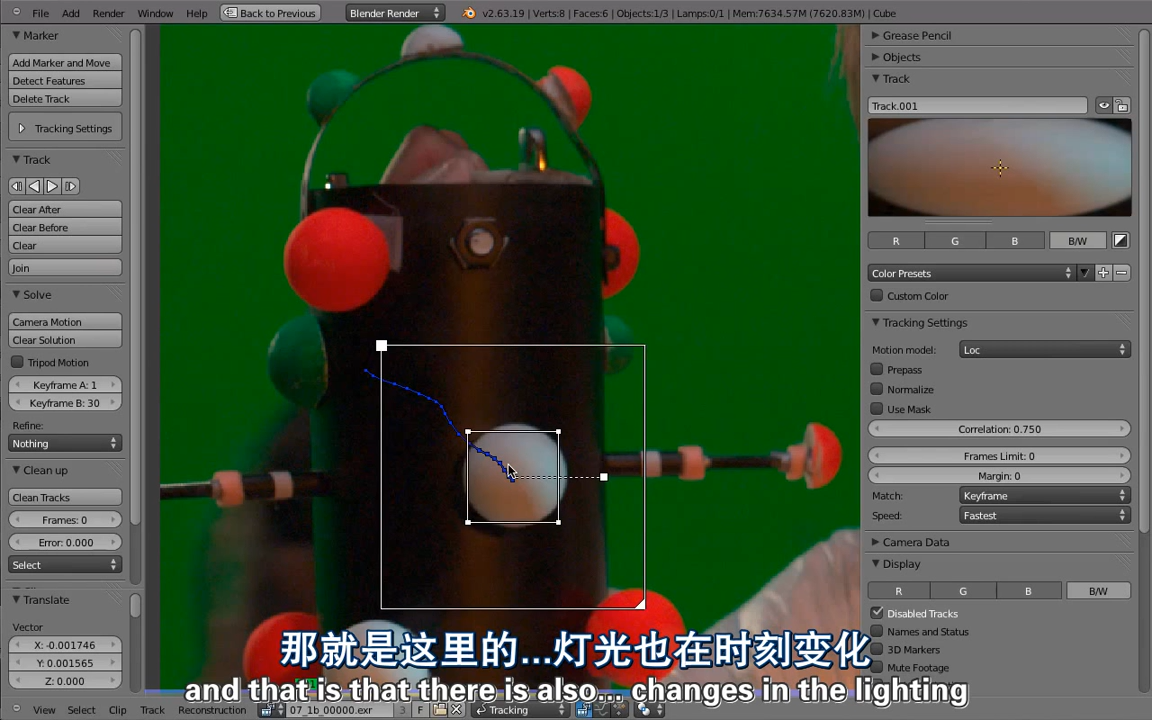 File Add Render Window Help Back to Previous Blender Render v2.63.19 | Verts:8 | Faces:6 | Objects:1/3 | Lamps:0/1 | Mem:7634.57M (7620.83M) | Cube
Marker
Add Marker and Move
Detect Features
Delete Track
Tracking Settings
Track
Clear After
Clear Before
Clear
Join
Solve
Camera Motion
Clear Solution
Tripod Motion
Keyframe A: 1
Keyframe B: 30
Refine:
Nothing
Clean up
Clean Tracks
Frames: 0
Error: 0.000
Select
Translate
Vector
X: -0.001746
Y: 0.001565
Z: 0.000
Grease Pencil
Objects
Track
Track.001
R G B B/W
Color Presets
Custom Color
Tracking Settings
Motion model: Loc
Prepass
Normalize
Use Mask
Correlation: 0.750
Frames Limit: 0
Margin: 0
Match: Keyframe
Speed: Fastest
Camera Data
Display
R G B B/W
Disabled Tracks
Names and Status
3D Markers
Mute Footage
那就是这里的...灯光也在时刻变化
and that is that there is also... changes in the lighting
View Select Clip Track Reconstruction 07_1b_00000.exr 3 F Tracking